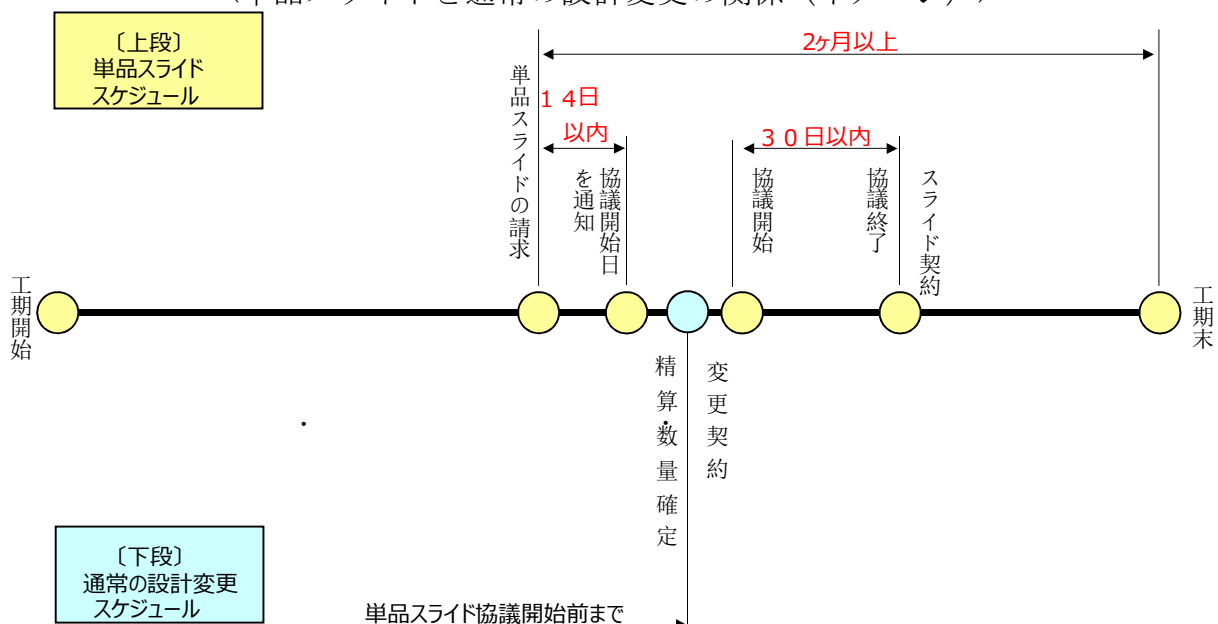 〔上段〕
単品スライド
スケジュール
2ヶ月以上
単品スライドの請求
14日
以内
協議開始日
を通知
30日以内
協議開始
協議終了
スライド契約
工期開始
工期末
精算・数量確定
変更契約
〔下段〕
通常の設計変更
スケジュール
単品スライド協議開始前まで